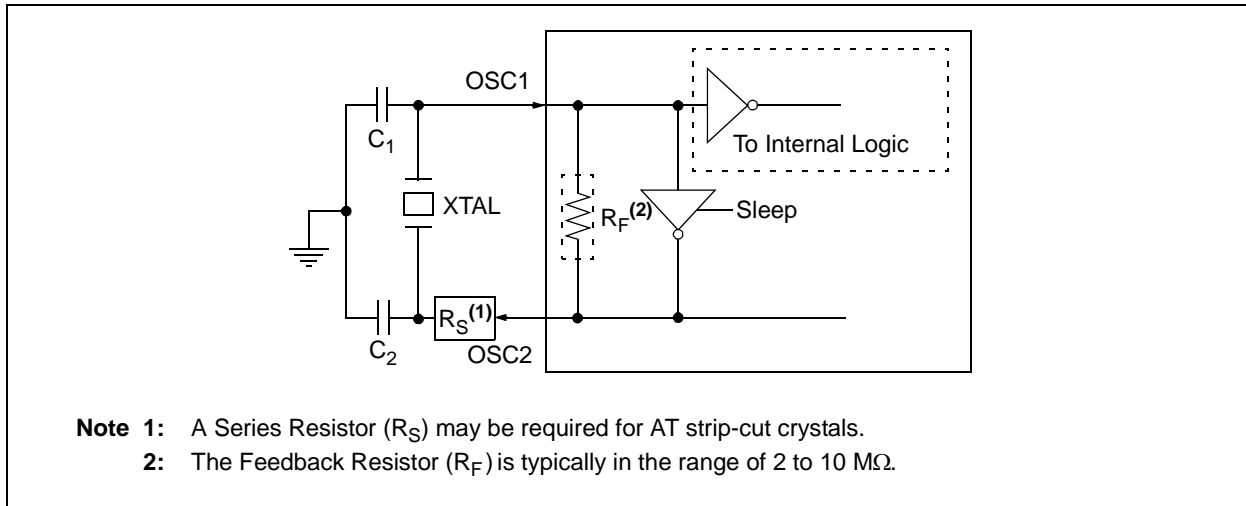 OSC1
C1
To Internal Logic
XTAL
RF(2)
Sleep
RS(1)
C2
OSC2
Note 1: A Series Resistor (RS) may be required for AT strip-cut crystals.
2: The Feedback Resistor (RF) is typically in the range of 2 to 10 MΩ.